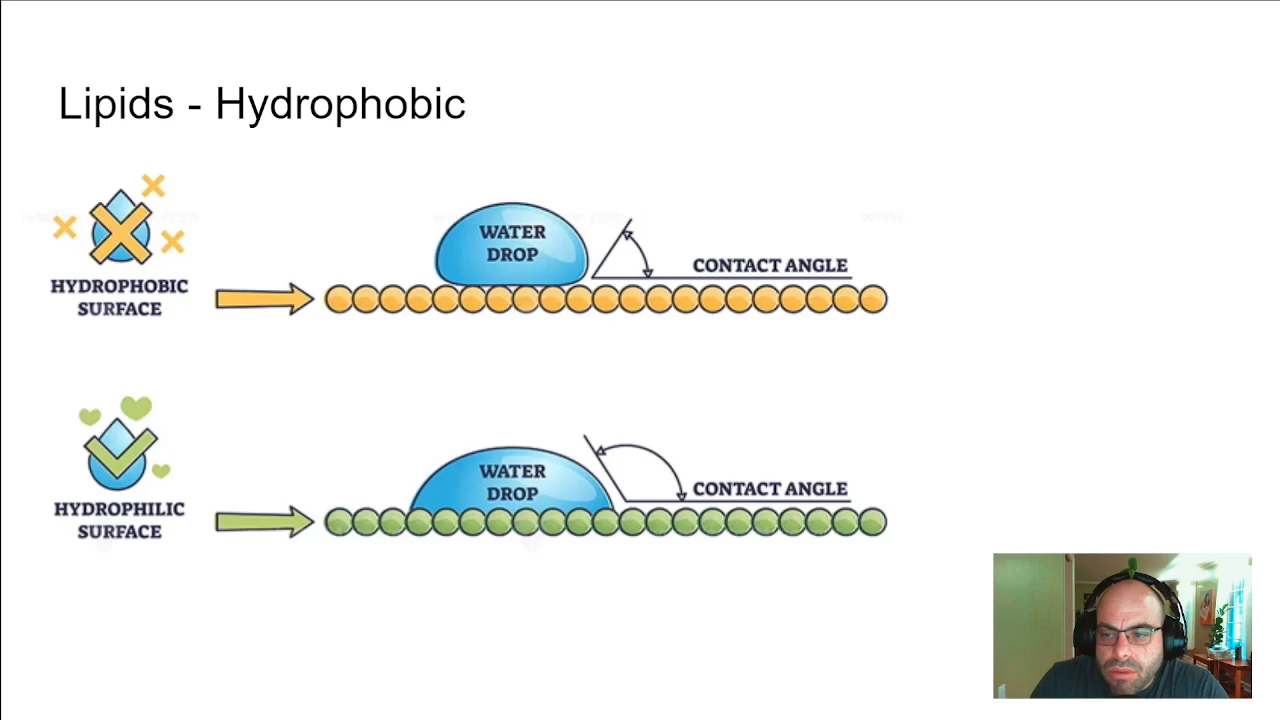 Lipids - Hydrophobic
WATER
DROP
CONTACT ANGLE
HYDROPHOBIC
SURFACE
WATER
DROP
CONTACT ANGLE
HYDROPHILIC
SURFACE